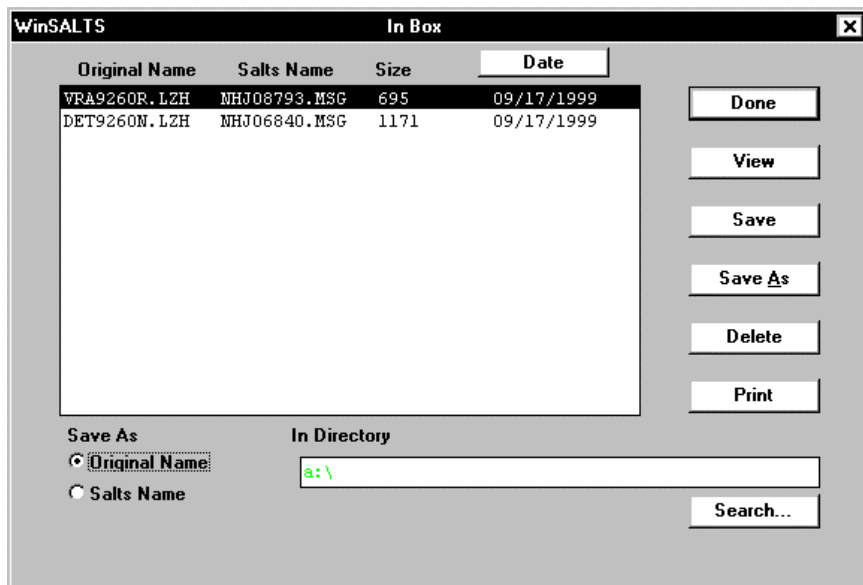 WinSALTS In Box
Original Name Salts Name Size Date
VRA9260R.LZH NHJ08793.MSG 695 09/17/1999
DET9260N.LZH NHJ06840.MSG 1171 09/17/1999
Done
View
Save
Save As
Delete
Print
Save As In Directory
Original Name
a:\
Salts Name
Search...